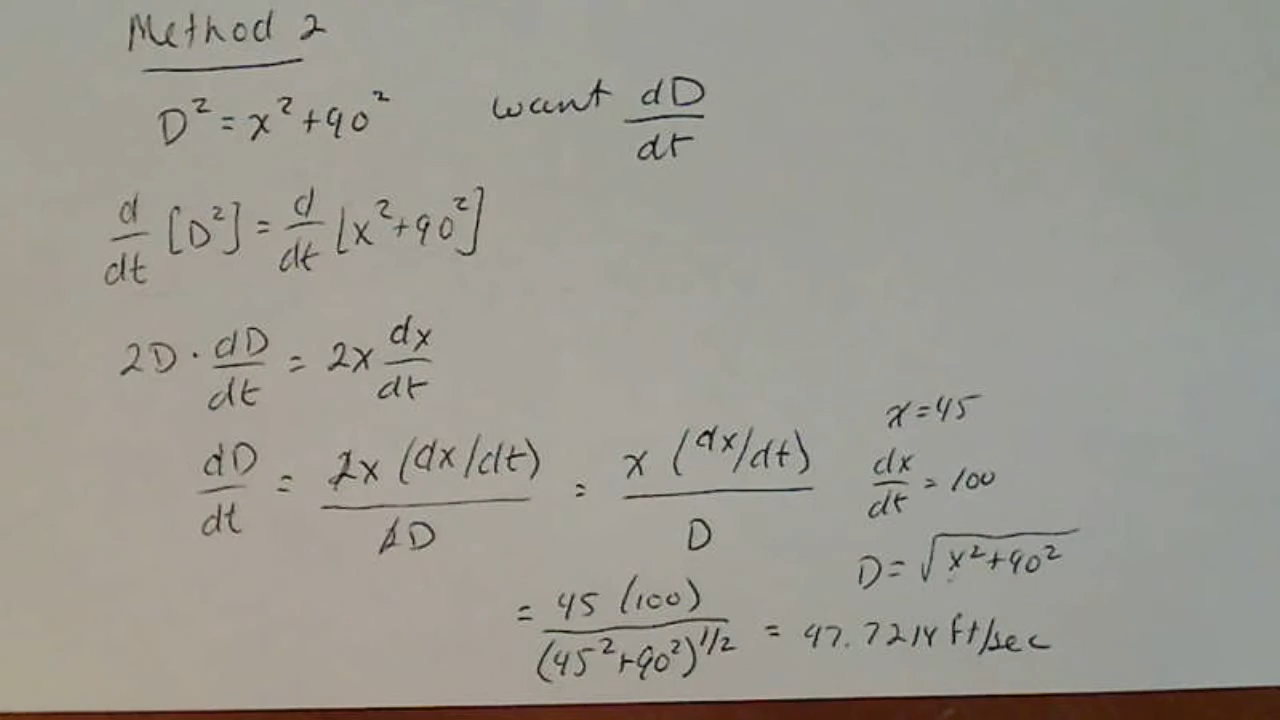 Method 2
D² = x² + 90² want dD/dt
d/dt [D²] = d/dt [x² + 90²]
2D · dD/dt = 2x dx/dt
x = 45
dD/dt = 2x (dx/dt) / 2D = x (dx/dt) / D
dx/dt = 100
D = √(x² + 90²)
= 45 (100) / (45² + 90²)^1/2 = 47.7214 ft/sec